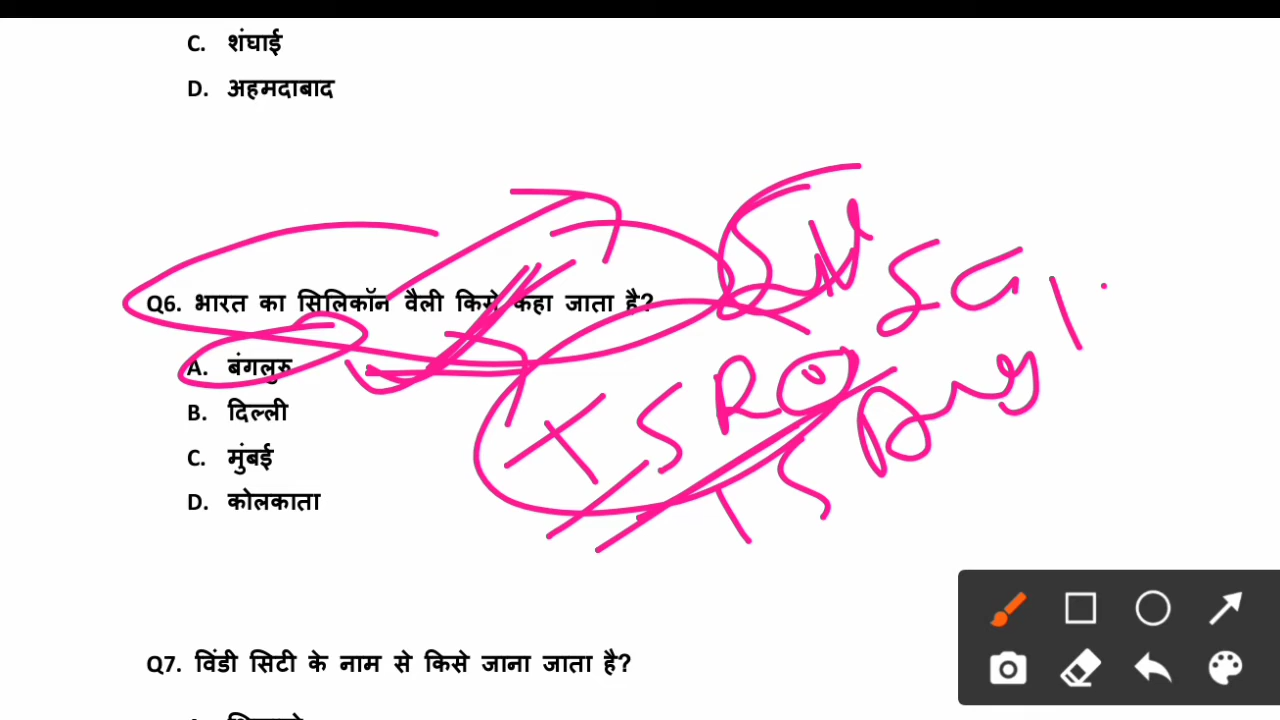 C. शंघाई
D. अहमदाबाद
Q6. भारत का सिलिकॉन वैली किसे कहा जाता है?
A. बंगलुरु
B. दिल्ली
C. मुंबई
D. कोलकाता
ISRO
Q7. विंडी सिटी के नाम से किसे जाना जाता है?